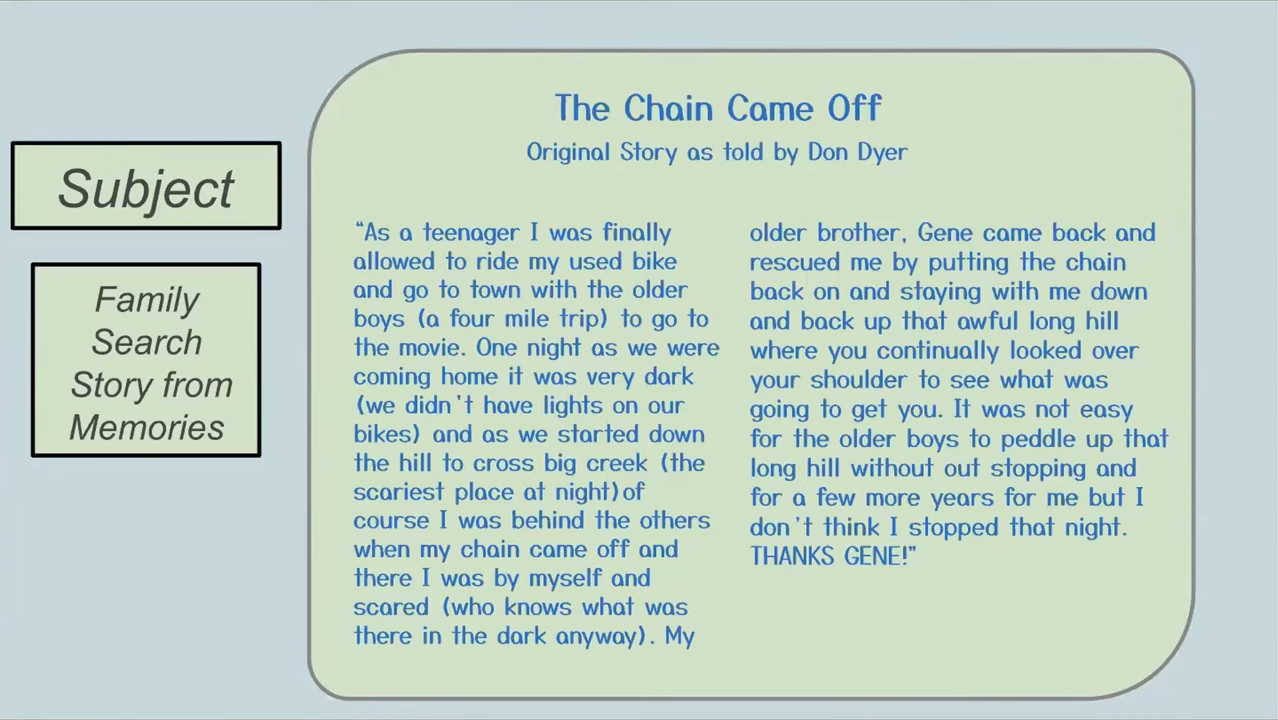 Subject
Family
Search
Story from
Memories
The Chain Came Off
Original Story as told by Don Dyer
“As a teenager I was finally
allowed to ride my used bike
and go to town with the older
boys (a four mile trip) to go to
the movie. One night as we were
coming home it was very dark
(we didn't have lights on our
bikes) and as we started down
the hill to cross big creek (the
scariest place at night)of
course I was behind the others
when my chain came off and
there I was by myself and
scared (who knows what was
there in the dark anyway). My
older brother, Gene came back and
rescued me by putting the chain
back on and staying with me down
and back up that awful long hill
where you continually looked over
your shoulder to see what was
going to get you. It was not easy
for the older boys to peddle up that
long hill without out stopping and
for a few more years for me but I
don't think I stopped that night.
THANKS GENE!”